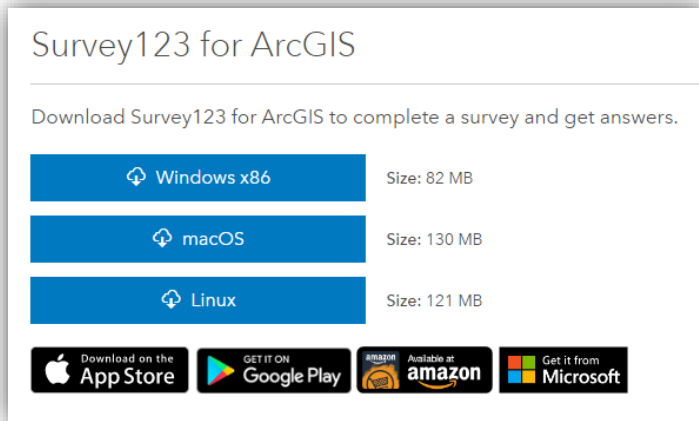 Survey123 for ArcGIS
Download Survey123 for ArcGIS to complete a survey and get answers.
Windows x86 Size: 82 MB
macOS Size: 130 MB
Linux Size: 121 MB
Download on the
App Store
GET IT ON
Google Play
amazon
Available at
amazon
Get it from
Microsoft